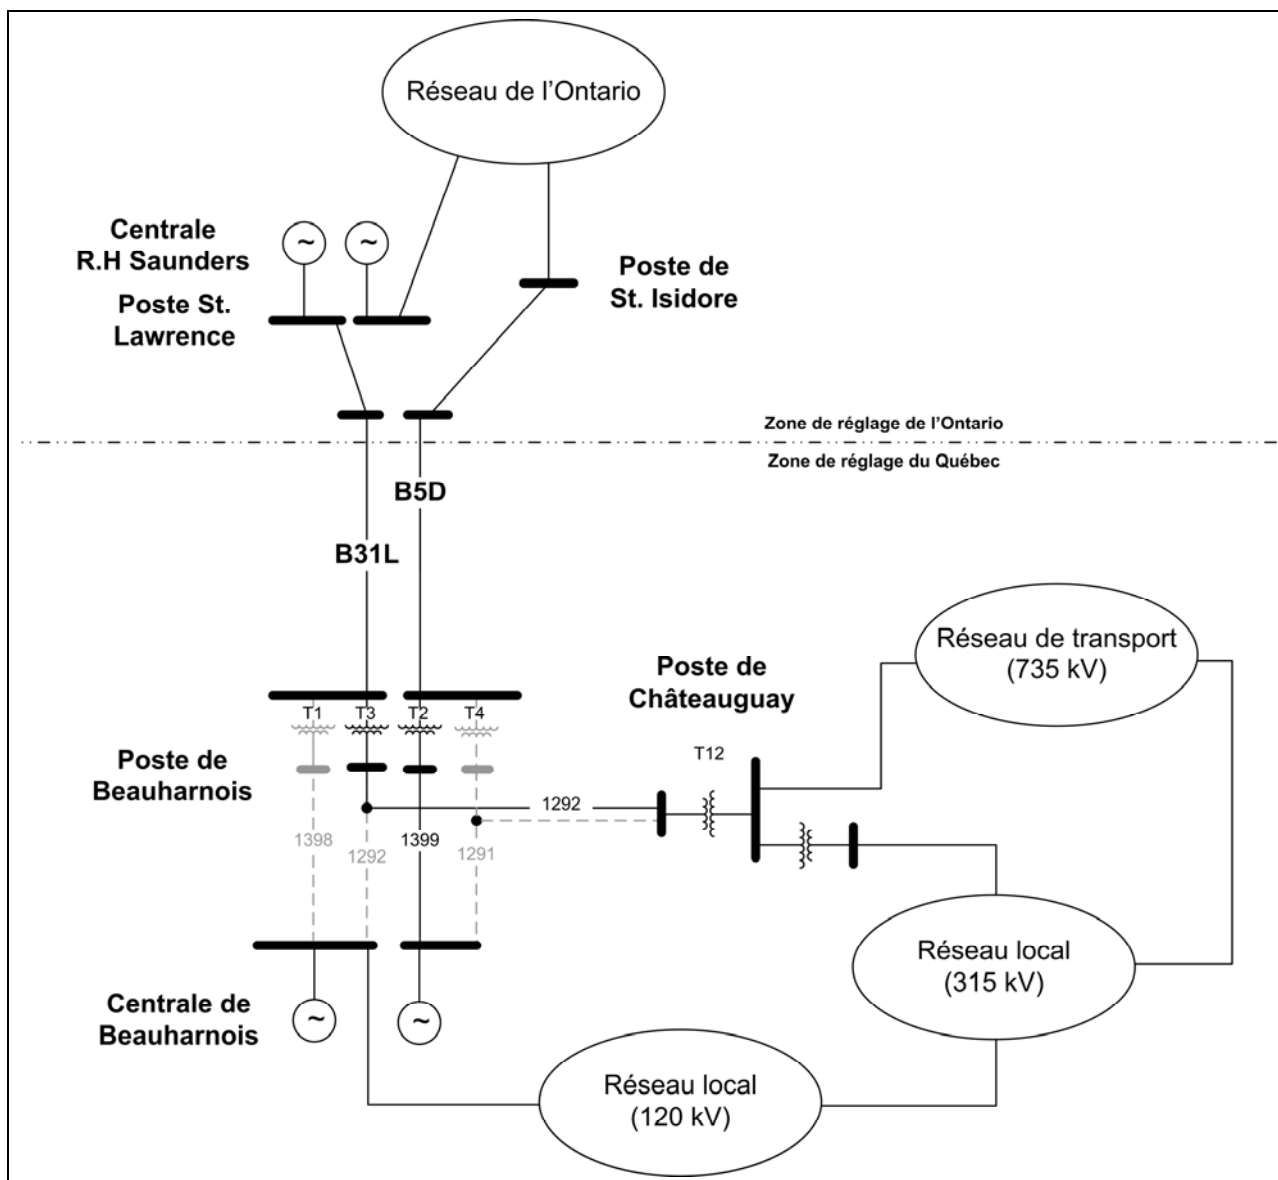 Réseau de l'Ontario
Centrale
R.H Saunders
~
~
Poste St.
Lawrence
Poste de
St. Isidore
Zone de réglage de l'Ontario
Zone de réglage du Québec
B5D
B31L
Réseau de transport
(735 kV)
Poste de
Châteauguay
T1
T3
T2
T4
T12
Poste de
Beauharnois
1292
1398
1292
1399
1291
Réseau local
(315 kV)
Centrale de
Beauharnois
~
~
Réseau local
(120 kV)